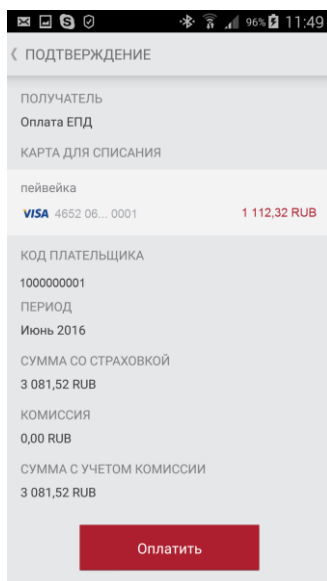 96% 11:49
ПОДТВЕРЖДЕНИЕ
ПОЛУЧАТЕЛЬ
Оплата ЕПД
КАРТА ДЛЯ СПИСАНИЯ
пейвейка
VISA 4652 06... 0001 1 112,32 RUB
КОД ПЛАТЕЛЬЩИКА
1000000001
ПЕРИОД
Июнь 2016
СУММА СО СТРАХОВКОЙ
3 081,52 RUB
КОМИССИЯ
0,00 RUB
СУММА С УЧЕТОМ КОМИССИИ
3 081,52 RUB
Оплатить